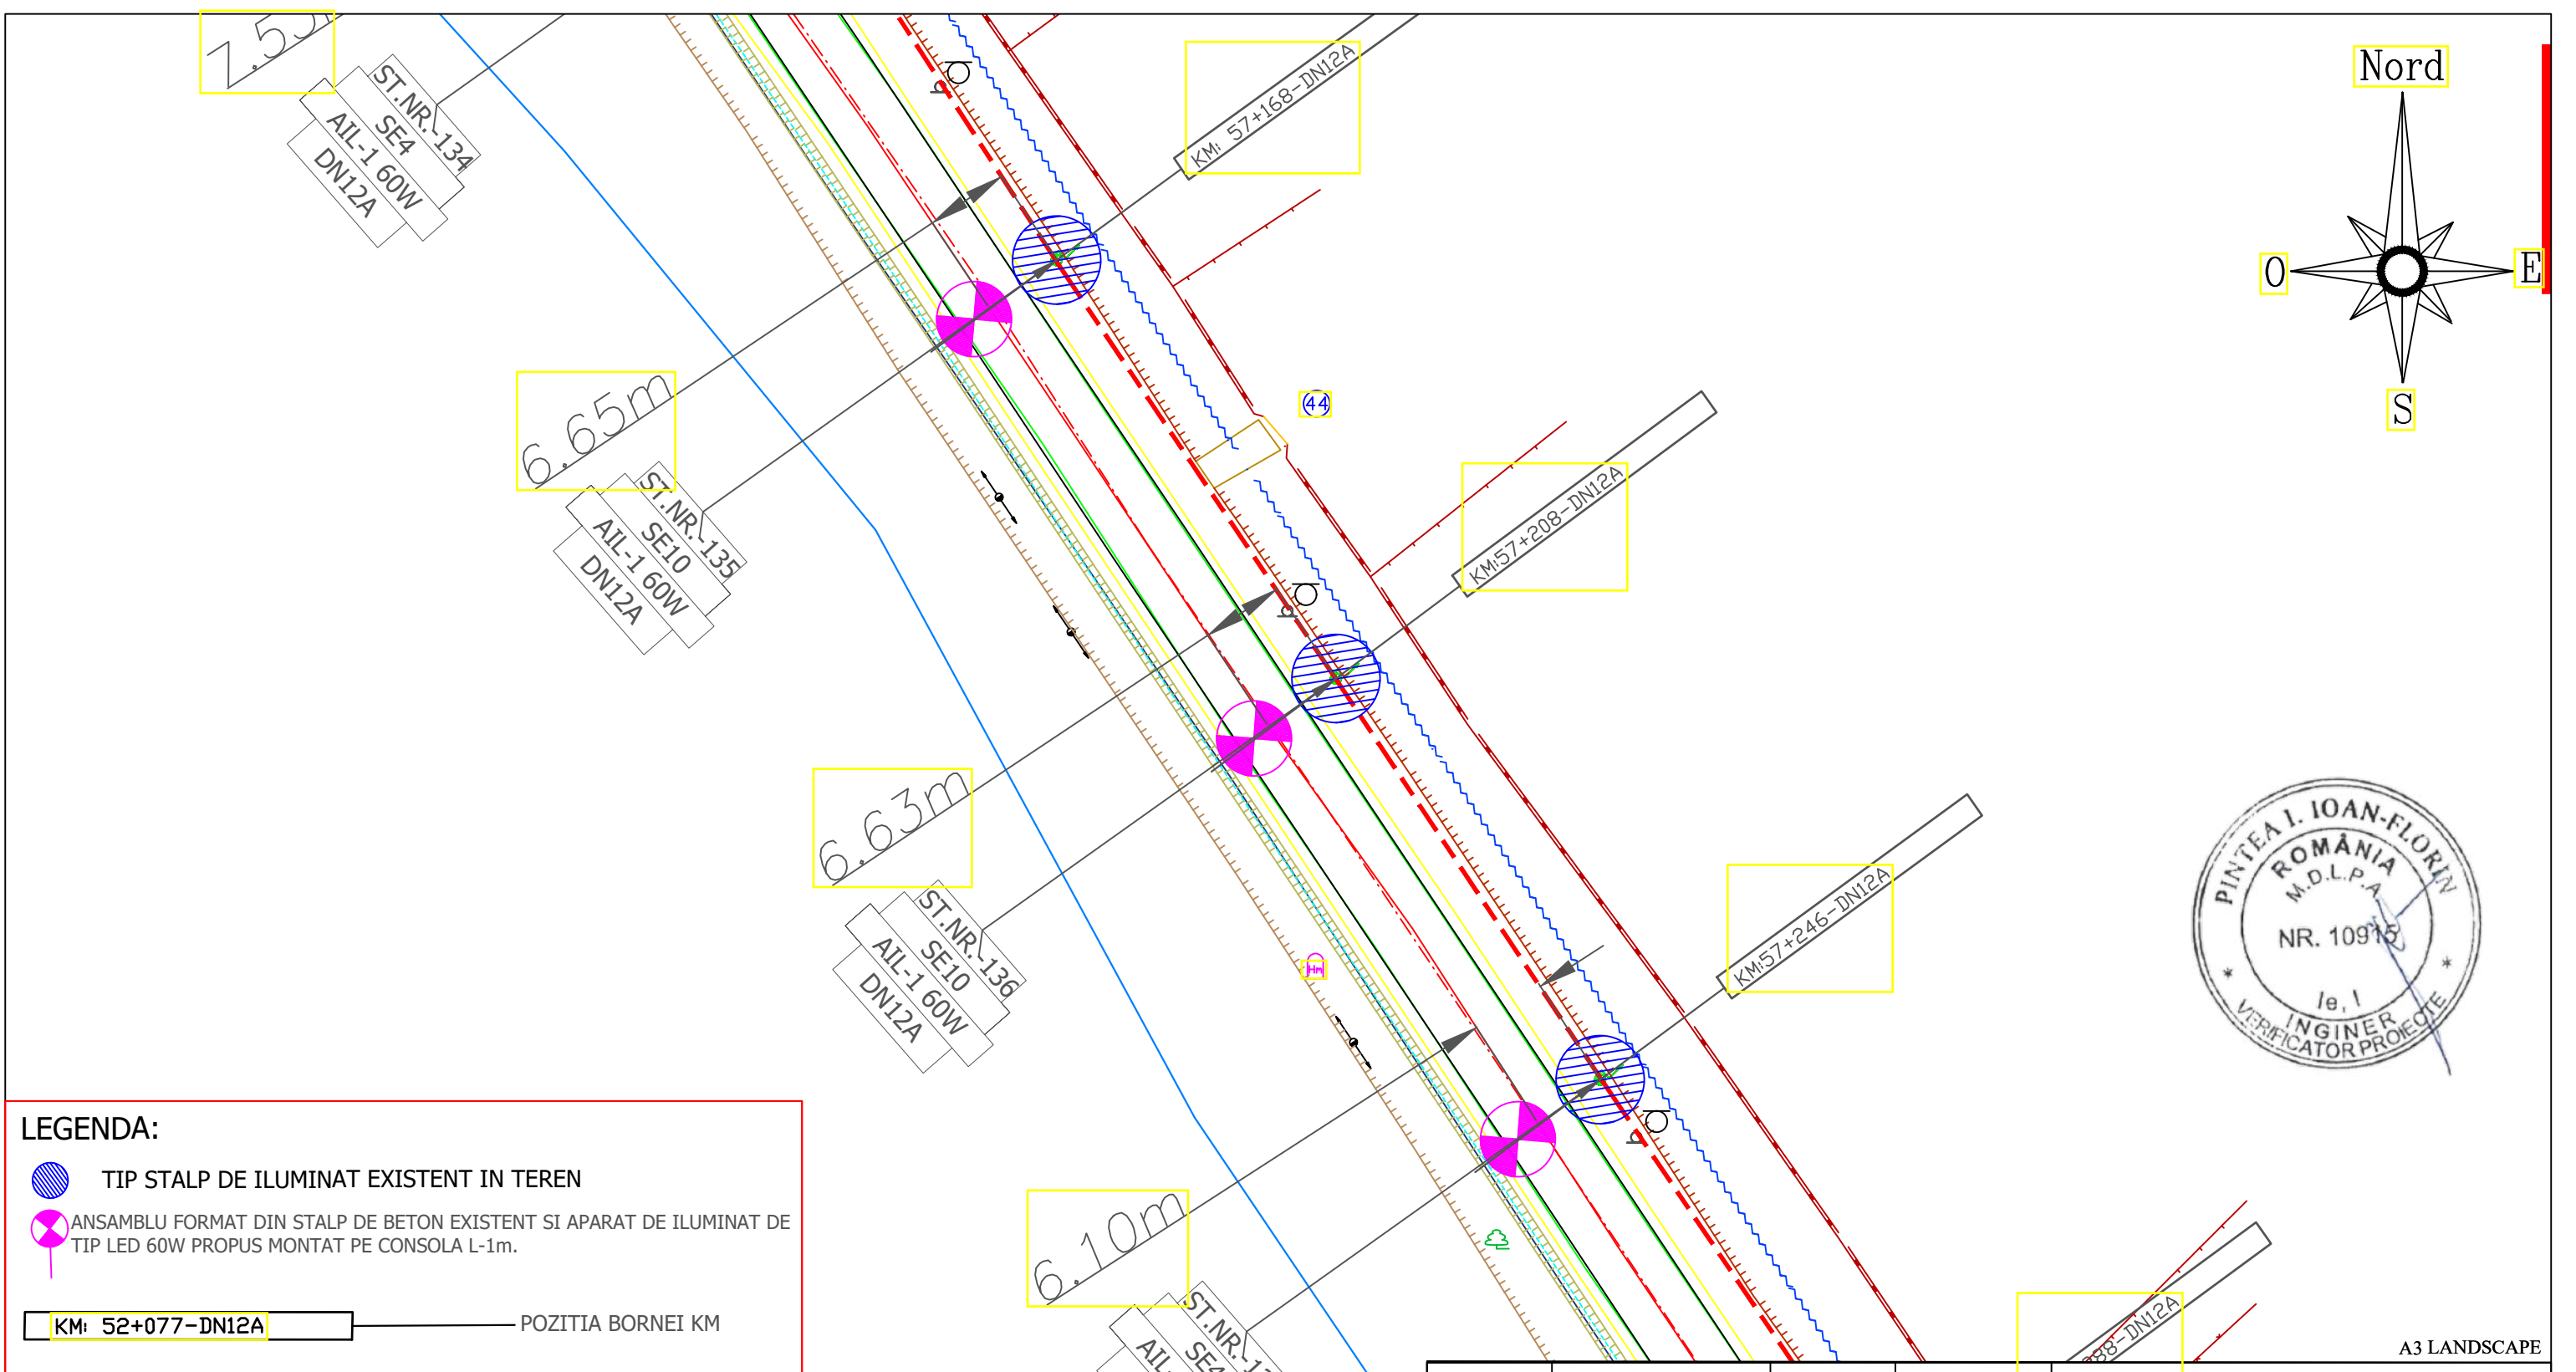 ST.NR.-134
SE4
AIL-1 60W
DN12A
KM: 57+168-DN12A
Nord
O
E
S
6.65m
ST.NR.-135
SE10
AIL-1 60W
DN12A
44
KM:57+208-DN12A
6.63m
ST.NR.-136
SE10
AIL-1 60W
DN12A
KM:57+246-DN12A
Hm
PINTEA I. IOAN-FLORIN
ROMÂNIA
M.D.L.P.A
NR. 10915
Ie, I
INGINER
VERIFICATOR PROIECTE
6.10m
LEGENDA:
TIP STALP DE ILUMINAT EXISTENT IN TEREN
ANSAMBLU FORMAT DIN STALP DE BETON EXISTENT SI APARAT DE ILUMINAT DE
TIP LED 60W PROPUS MONTAT PE CONSOLA L-1m.
KM: 52+077-DN12A
POZITIA BORNEI KM
88-DN12A
A3 LANDSCAPE